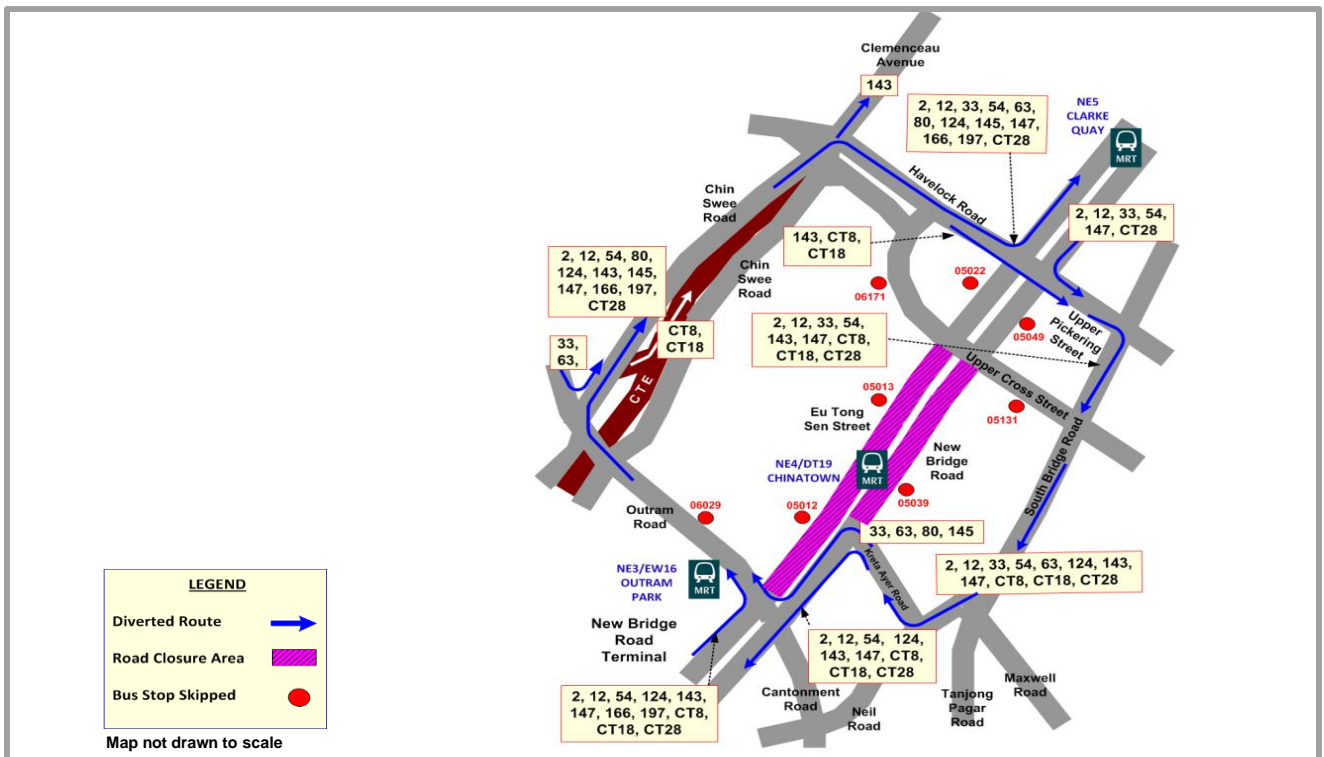 Clemenceau
Avenue
143
2, 12, 33, 54, 63,
80, 124, 145, 147,
166, 197, CT28
NE5
CLARKE
QUAY
MRT
Chin
Swee
Road
Havelock Road
2, 12, 33, 54,
147, CT28
143, CT8,
CT18
2, 12, 54, 80,
124, 143, 145,
147, 166, 197,
CT28
Chin
Swee
Road
06171
05022
CT8,
CT18
33,
63,
CTE
2, 12, 33, 54,
143, 147, CT8,
CT18, CT28
05049
Upper
Pickering
Street
Upper Cross Street
05013
05131
Eu Tong
Sen Street
New
Bridge
Road
NE4/DT19
CHINATOWN
MRT
South Bridge Road
05039
06029
05012
Outram
Road
33, 63, 80, 145
Kreta Ayer Road
2, 12, 33, 54, 63, 124, 143,
147, CT8, CT18, CT28
NE3/EW16
OUTRAM
PARK
MRT
New Bridge
Road
Terminal
2, 12, 54, 124,
143, 147, CT8,
CT18, CT28
2, 12, 54, 124, 143,
147, 166, 197, CT8,
CT18, CT28
Cantonment
Road
Neil
Road
Tanjong
Pagar
Road
Maxwell
Road
LEGEND
Diverted Route
Road Closure Area
Bus Stop Skipped
Map not drawn to scale